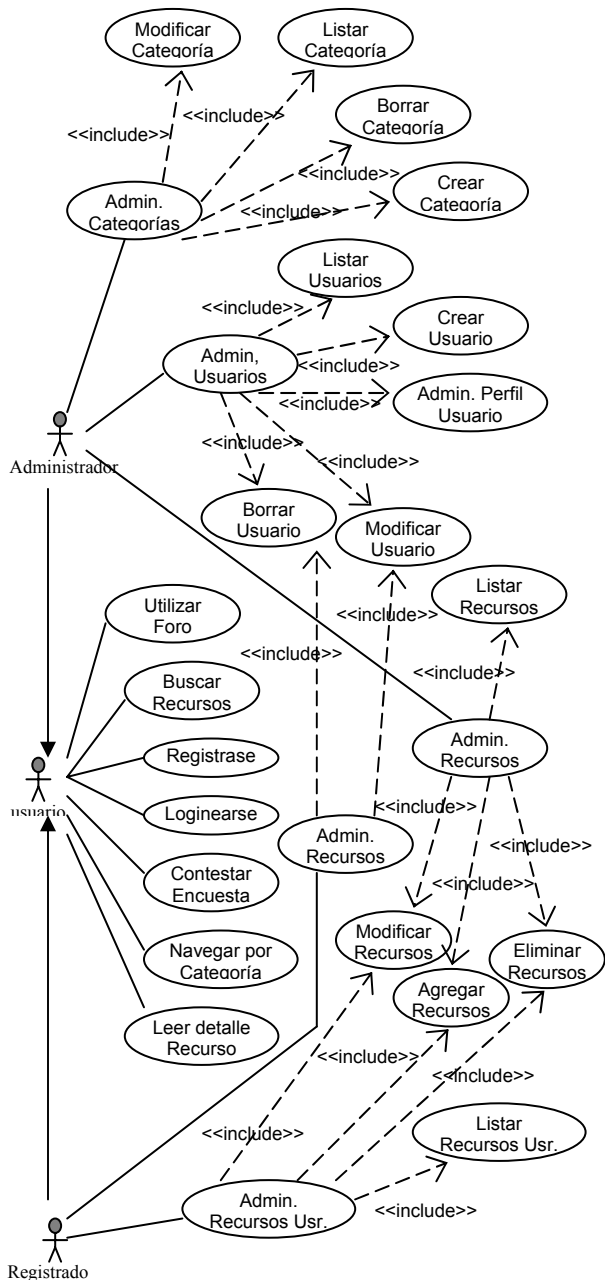 Modificar
Categoría
Listar
Categoría
<<include>>
<<include>>
Borrar
Categoría
<<include>>
Admin.
Categorías
Crear
Categoría
<<include>>
Listar
Usuarios
<<include>>
Crear
Usuario
Admin,
Usuarios
<<include>>
Admin. Perfil
Usuario
<<include>>
<<include>>
<<include>>
Administrador
Borrar
Usuario
Modificar
Usuario
Listar
Recursos
Utilizar
Foro
<<include>>
<<include>>
<<include>>
Buscar
Recursos
Registrase
Admin.
Recursos
usuario
Loginearse
<<include>>
Admin.
Recursos
Contestar
Encuesta
<<include>>
<<include>>
Modificar
Recursos
Eliminar
Recursos
Navegar por
Categoría
Agregar
Recursos
Leer detalle
Recurso
<<include>>
<<include>>
Listar
Recursos Usr.
<<include>>
Admin.
Recursos Usr.
<<include>>
Registrado